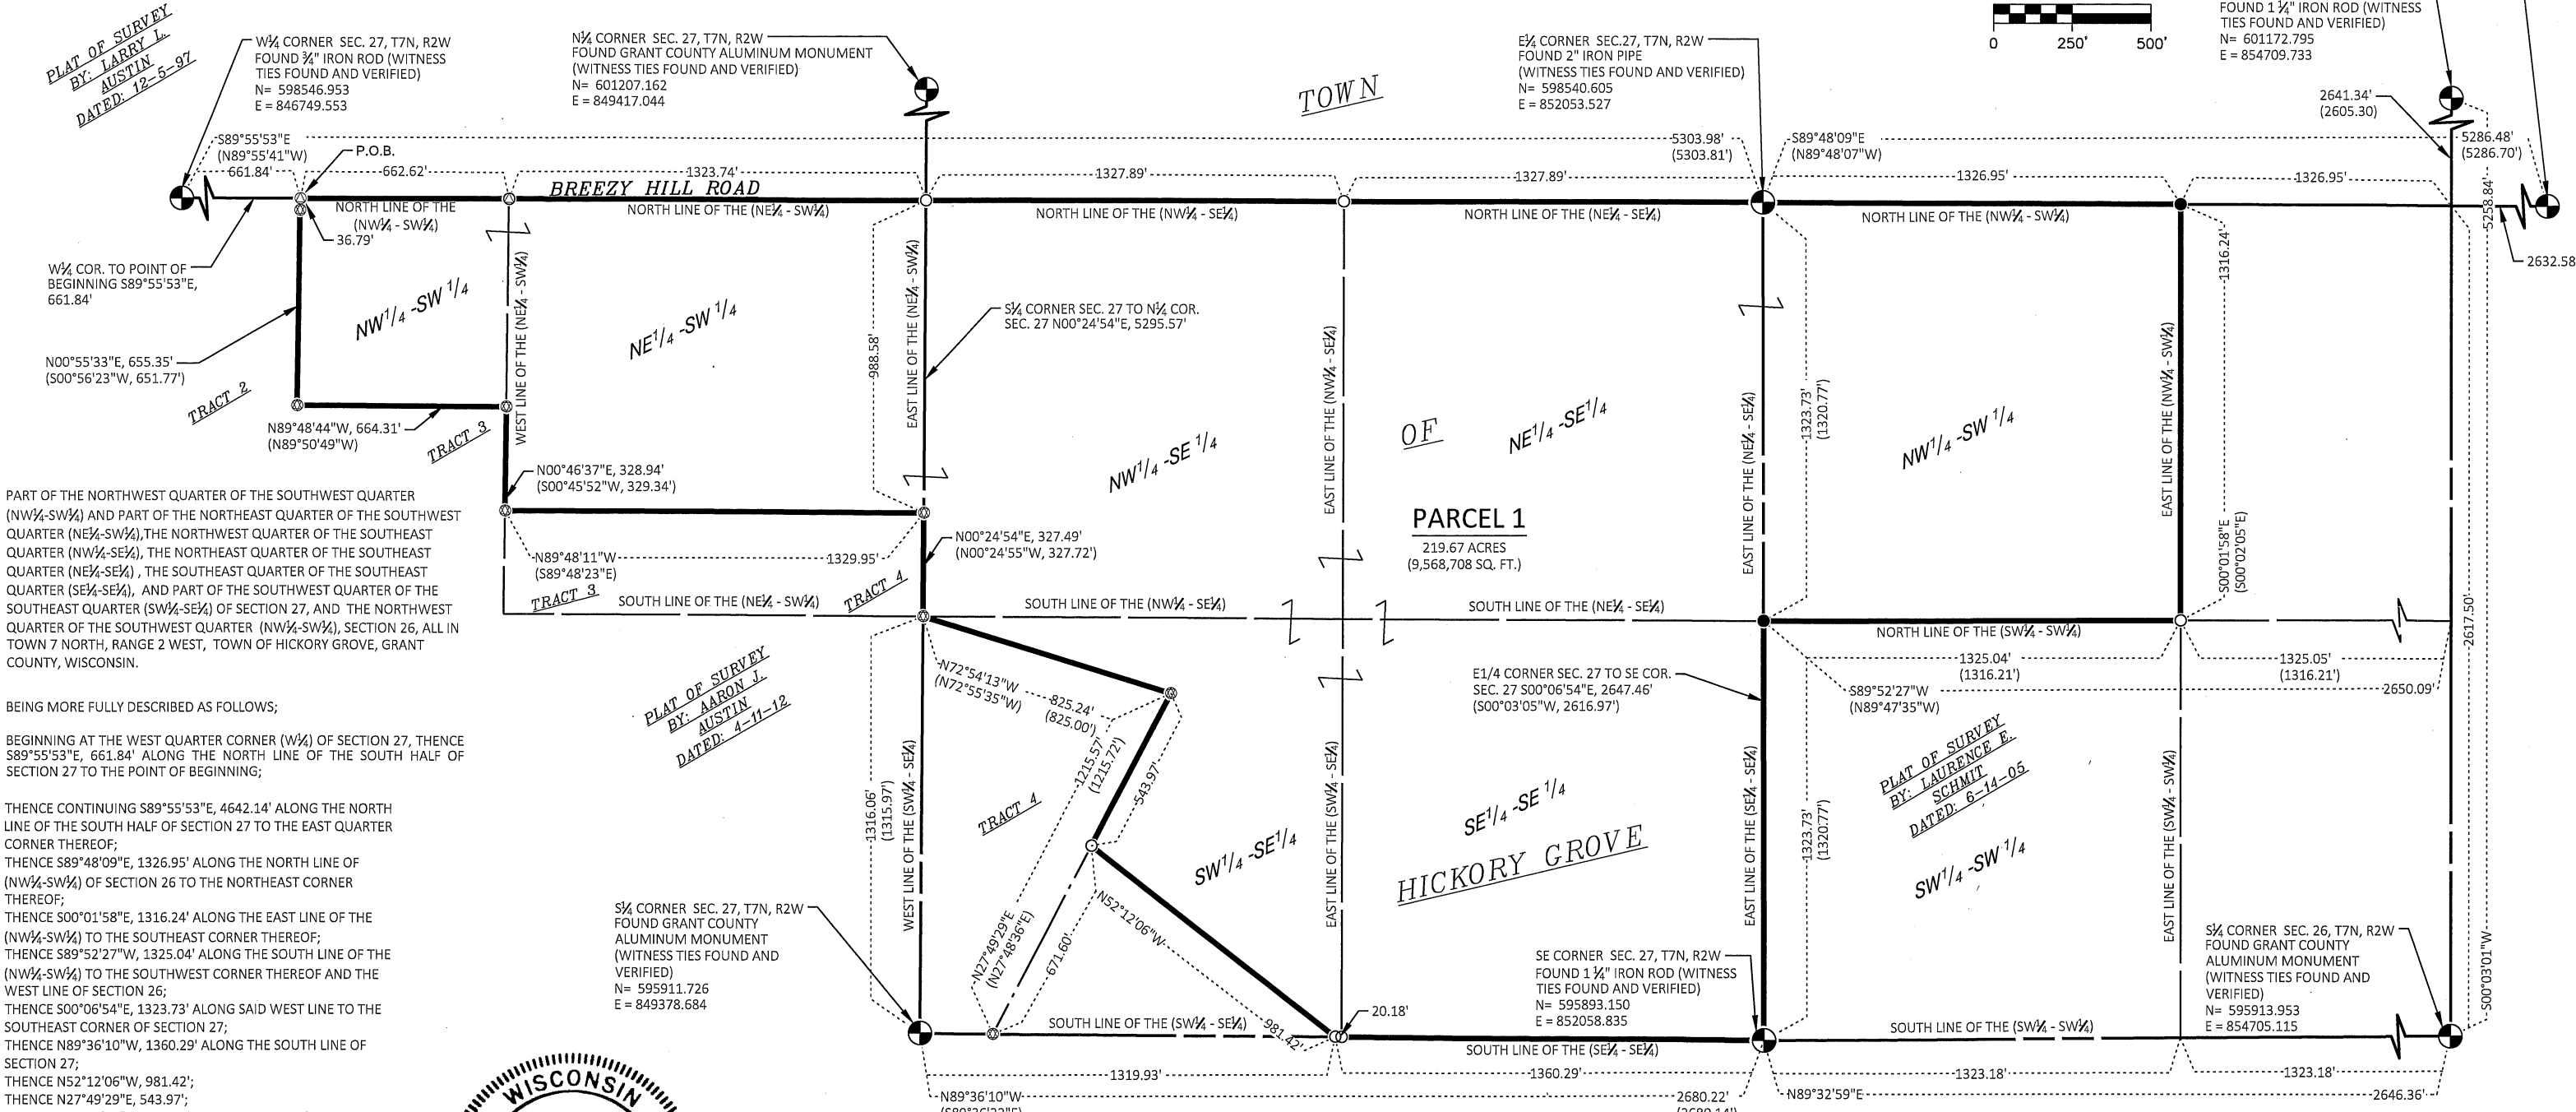 PLAT OF SURVEY
BY: LARRY L.
AUSTIN
DATED: 12-5-97
W¼ CORNER SEC. 27, T7N, R2W
FOUND ¾" IRON ROD (WITNESS
TIES FOUND AND VERIFIED)
N= 598546.953
E = 846749.553
N¼ CORNER SEC. 27, T7N, R2W
FOUND GRANT COUNTY ALUMINUM MONUMENT
(WITNESS TIES FOUND AND VERIFIED)
N= 601207.162
E = 849417.044
TOWN
E¼ CORNER SEC.27, T7N, R2W
FOUND 2" IRON PIPE
(WITNESS TIES FOUND AND VERIFIED)
N= 598540.605
E = 852053.527
0 250' 500'
FOUND 1 ¼" IRON ROD (WITNESS
TIES FOUND AND VERIFIED)
N= 601172.795
E = 854709.733
2641.34'
(2605.30)
S89°55'53"E
(N89°55'41"W)
661.84'
P.O.B.
662.62'
1323.74'
BREEZY HILL ROAD
1327.89'
1327.89'
5303.98'
(5303.81')
S89°48'09"E
(N89°48'07"W)
1326.95'
1326.95'
5286.48'
(5286.70')
5258.84'
2632.58
NORTH LINE OF THE
(NW¼ - SW¼)
36.79'
NORTH LINE OF THE (NE¼ - SW¼)
NORTH LINE OF THE (NW¼ - SE¼)
NORTH LINE OF THE (NE¼ - SE¼)
NORTH LINE OF THE (NW¼ - SW¼)
W¼ COR. TO POINT OF
BEGINNING S89°55'53"E,
661.84'
N00°55'33"E, 655.35'
(S00°56'23"W, 651.77')
TRACT 2
NW1/4 -SW 1/4
WEST LINE OF THE (NE¼ - SW¼)
NE1/4 -SW 1/4
988.58'
EAST LINE OF THE (NE¼ - SW¼)
S¼ CORNER SEC. 27 TO N¼ COR.
SEC. 27 N00°24'54"E, 5295.57'
NW1/4 -SE 1/4
EAST LINE OF THE (NW¼ - SE¼)
OF
NE1/4 -SE1/4
EAST LINE OF THE (NE¼ - SE¼)
1323.73'
(1320.77')
NW1/4 -SW 1/4
EAST LINE OF THE (NW¼ - SW¼)
1316.24'
S00°01'58"E
(S00°02'05"E)
2617.50'
N89°48'44"W, 664.31'
(N89°50'49"W)
TRACT 3
N00°46'37"E, 328.94'
(S00°45'52"W, 329.34')
PARCEL 1
219.67 ACRES
(9,568,708 SQ. FT.)
N89°48'11"W
(S89°48'23"E)
1329.95'
N00°24'54"E, 327.49'
(N00°24'55"W, 327.72')
TRACT 3
TRACT 4
SOUTH LINE OF THE (NE¼ - SW¼)
SOUTH LINE OF THE (NW¼ - SE¼)
SOUTH LINE OF THE (NE¼ - SE¼)
NORTH LINE OF THE (SW¼ - SW¼)
1325.04'
(1316.21')
1325.05'
(1316.21')
S89°52'27"W
(N89°47'35"W)
2650.09'
PART OF THE NORTHWEST QUARTER OF THE SOUTHWEST QUARTER
(NW¼-SW¼) AND PART OF THE NORTHEAST QUARTER OF THE SOUTHWEST
QUARTER (NE¼-SW¼),THE NORTHWEST QUARTER OF THE SOUTHEAST
QUARTER (NW¼-SE¼), THE NORTHEAST QUARTER OF THE SOUTHEAST
QUARTER (NE¼-SE¼) , THE SOUTHEAST QUARTER OF THE SOUTHEAST
QUARTER (SE¼-SE¼), AND PART OF THE SOUTHWEST QUARTER OF THE
SOUTHEAST QUARTER (SW¼-SE¼) OF SECTION 27, AND THE NORTHWEST
QUARTER OF THE SOUTHWEST QUARTER (NW¼-SW¼), SECTION 26, ALL IN
TOWN 7 NORTH, RANGE 2 WEST, TOWN OF HICKORY GROVE, GRANT
COUNTY, WISCONSIN.
BEING MORE FULLY DESCRIBED AS FOLLOWS;
BEGINNING AT THE WEST QUARTER CORNER (W¼) OF SECTION 27, THENCE
S89°55'53"E, 661.84' ALONG THE NORTH LINE OF THE SOUTH HALF OF
SECTION 27 TO THE POINT OF BEGINNING;
THENCE CONTINUING S89°55'53"E, 4642.14' ALONG THE NORTH
LINE OF THE SOUTH HALF OF SECTION 27 TO THE EAST QUARTER
CORNER THEREOF;
THENCE S89°48'09"E, 1326.95' ALONG THE NORTH LINE OF
(NW¼-SW¼) OF SECTION 26 TO THE NORTHEAST CORNER
THEREOF;
THENCE S00°01'58"E, 1316.24' ALONG THE EAST LINE OF THE
(NW¼-SW¼) TO THE SOUTHEAST CORNER THEREOF;
THENCE S89°52'27"W, 1325.04' ALONG THE SOUTH LINE OF THE
(NW¼-SW¼) TO THE SOUTHWEST CORNER THEREOF AND THE
WEST LINE OF SECTION 26;
THENCE S00°06'54"E, 1323.73' ALONG SAID WEST LINE TO THE
SOUTHEAST CORNER OF SECTION 27;
THENCE N89°36'10"W, 1360.29' ALONG THE SOUTH LINE OF
SECTION 27;
THENCE N52°12'06"W, 981.42';
THENCE N27°49'29"E, 543.97';
WISCONSIN
PLAT OF SURVEY
BY: AARON J.
AUSTIN
DATED: 4-11-12
N72°54'13"W
(N72°55'35"W)
825.24'
(825.00')
1215.57'
(1215.72')
543.97'
TRACT 4
1316.06'
(1315.97')
WEST LINE OF THE (SW¼ - SE¼)
N27°49'29"E
(N27°48'36"E)
671.60'
N52°12'06"W
981.42'
SW1/4 -SE1/4
EAST LINE OF THE (SW¼ - SE¼)
E1/4 CORNER SEC. 27 TO SE COR.
SEC. 27 S00°06'54"E, 2647.46'
(S00°03'05"W, 2616.97')
SE1/4 -SE 1/4
HICKORY GROVE
EAST LINE OF THE (SE¼ - SE¼)
1323.73'
(1320.77')
PLAT OF SURVEY
BY: LAURENCE E.
SCHMIT
DATED: 6-14-05
SW1/4 -SW 1/4
EAST LINE OF THE (SW¼ - SW¼)
S¼ CORNER SEC. 27, T7N, R2W
FOUND GRANT COUNTY
ALUMINUM MONUMENT
(WITNESS TIES FOUND AND
VERIFIED)
N= 595911.726
E = 849378.684
SE CORNER SEC. 27, T7N, R2W
FOUND 1 ¼" IRON ROD (WITNESS
TIES FOUND AND VERIFIED)
N= 595893.150
E = 852058.835
S¼ CORNER SEC. 26, T7N, R2W
FOUND GRANT COUNTY
ALUMINUM MONUMENT
(WITNESS TIES FOUND AND
VERIFIED)
N= 595913.953
E = 854705.115
S00°03'01"W
20.18'
SOUTH LINE OF THE (SW¼ - SE¼)
SOUTH LINE OF THE (SE¼ - SE¼)
SOUTH LINE OF THE (SW¼ - SW¼)
1319.93'
1360.29'
1323.18'
1323.18'
N89°36'10"W
2680.22'
N89°32'59"E
2646.36'